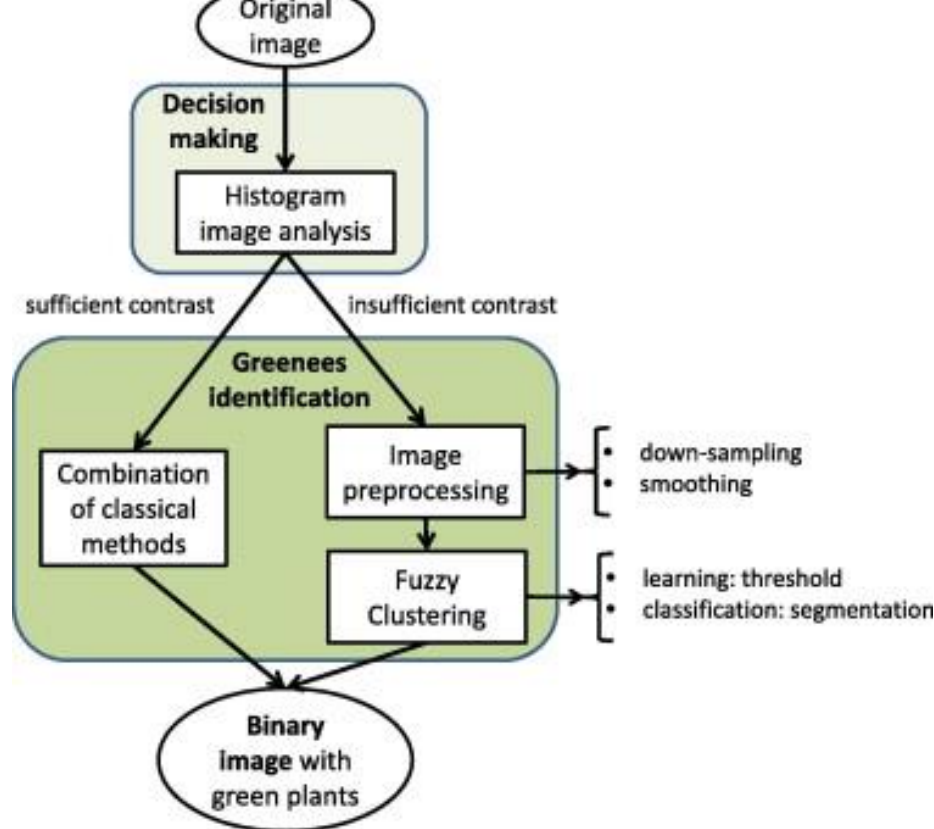 Original
image
Decision
making
Histogram
image analysis
sufficient contrast
insufficient contrast
Greenees
identification
Combination
of classical
methods
Image
preprocessing
• down-sampling
• smoothing
Fuzzy
Clustering
• learning: threshold
• classification: segmentation
Binary
image with
green plants